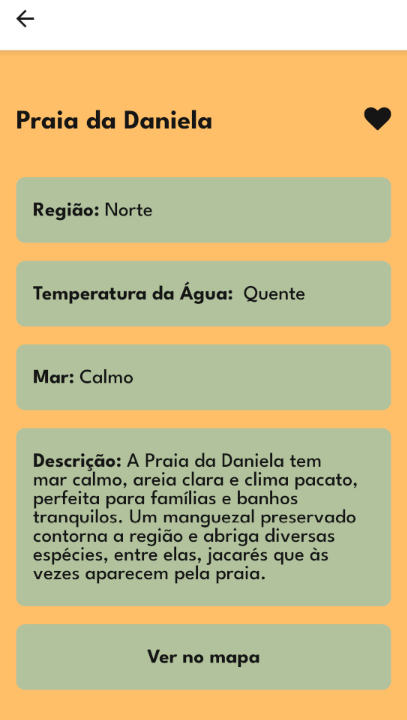 Praia da Daniela
Região: Norte
Temperatura da Água: Quente
Mar: Calmo
Descrição: A Praia da Daniela tem
mar calmo, areia clara e clima pacato,
perfeita para famílias e banhos
tranquilos. Um manguezal preservado
contorna a região e abriga diversas
espécies, entre elas, jacarés que às
vezes aparecem pela praia.
Ver no mapa